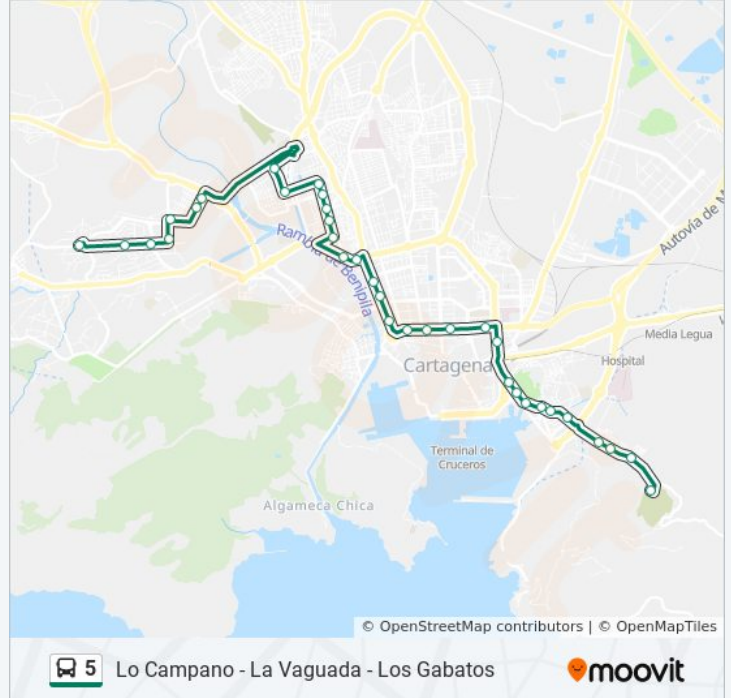 Rambla de Benipila
Autovía de M
Media Legua
Hospital
Cartagena
Terminal de
Cruceros
Algameca Chica
© OpenStreetMap contributors | © OpenMapTiles
5 Lo Campano - La Vaguada - Los Gabatos
moovit